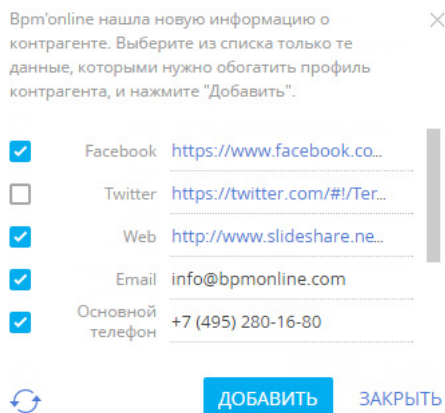 Bpm'online нашла новую информацию о
контрагенте. Выберите из списка только те
данные, которыми нужно обогатить профиль
контрагента, и нажмите "Добавить".
Facebook https://www.facebook.co...
Twitter https://twitter.com/#!/Ter...
Web http://www.slideshare.ne...
Email info@bpmonline.com
Основной
телефон +7 (495) 280-16-80
ДОБАВИТЬ ЗАКРЫТЬ